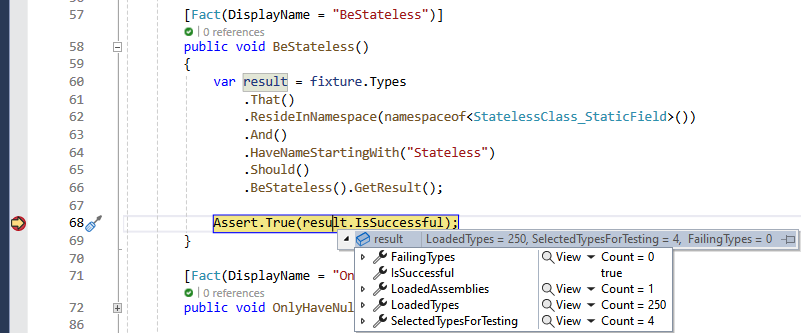 57 [Fact(DisplayName = "BeStateless")]
| 0 references
58 public void BeStateless()
59 {
60 var result = fixture.Types
61 .That()
62 .ResideInNamespace(namespaceof<StatelessClass_StaticField>())
63 .And()
64 .HaveNameStartingWith("Stateless")
65 .Should()
66 .BeStateless().GetResult();
67
68 Assert.True(result.IsSuccessful);
69 }
result LoadedTypes = 250, SelectedTypesForTesting = 4, FailingTypes = 0
70
FailingTypes View Count = 0
71 [Fact(DisplayName = "On
IsSuccessful true
| 0 references
LoadedAssemblies View Count = 1
72 public void OnlyHaveNul
LoadedTypes View Count = 250
86
SelectedTypesForTesting View Count = 4